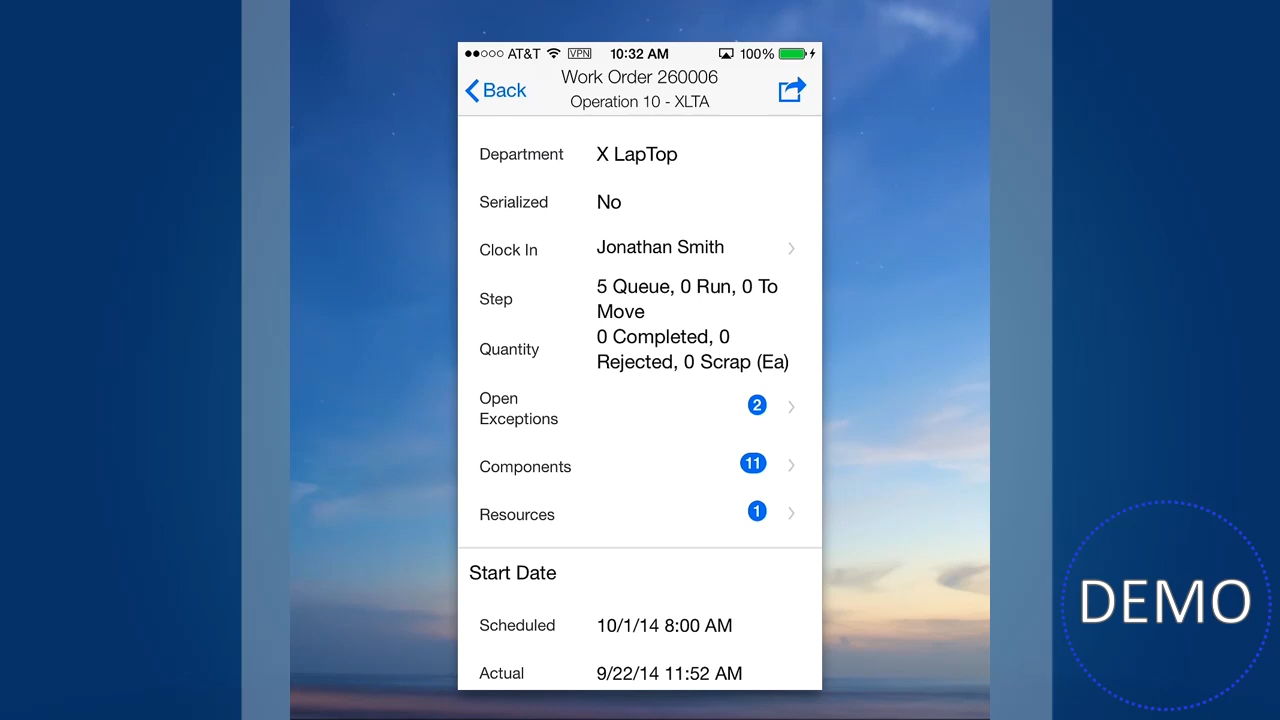 AT&T VPN 10:32 AM 100%
Back
Work Order 260006
Operation 10 - XLTA
Department X LapTop
Serialized No
Clock In Jonathan Smith
Step 5 Queue, 0 Run, 0 To
Move
Quantity 0 Completed, 0
Rejected, 0 Scrap (Ea)
Open
Exceptions 2
Components 11
Resources 1
Start Date
Scheduled 10/1/14 8:00 AM
Actual 9/22/14 11:52 AM
DEMO